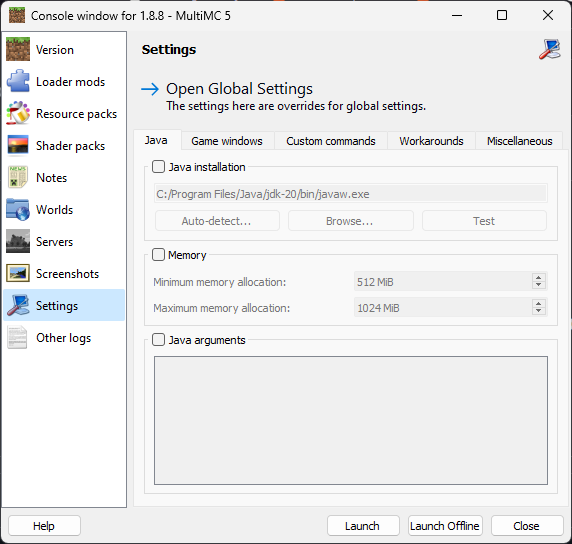 Console window for 1.8.8 - MultiMC 5
Version
Loader mods
Resource packs
Shader packs
Notes
Worlds
Servers
Screenshots
Settings
Other logs
Settings
Open Global Settings
The settings here are overrides for global settings.
Java Game windows Custom commands Workarounds Miscellaneous
Java installation
C:/Program Files/Java/jdk-20/bin/javaw.exe
Auto-detect... Browse... Test
Memory
Minimum memory allocation: 512 MiB
Maximum memory allocation: 1024 MiB
Java arguments
Help Launch Launch Offline Close